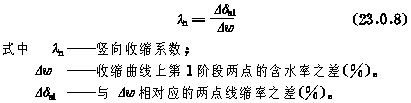 λₙ = Δδₛₗ / Δw (23.0.8)
式中 λₙ ——竖向收缩系数；
Δw ——收缩曲线上第1阶段两点的含水率之差(%)。
Δδₛₗ ——与 Δw 相对应的两点线缩率之差(%)。